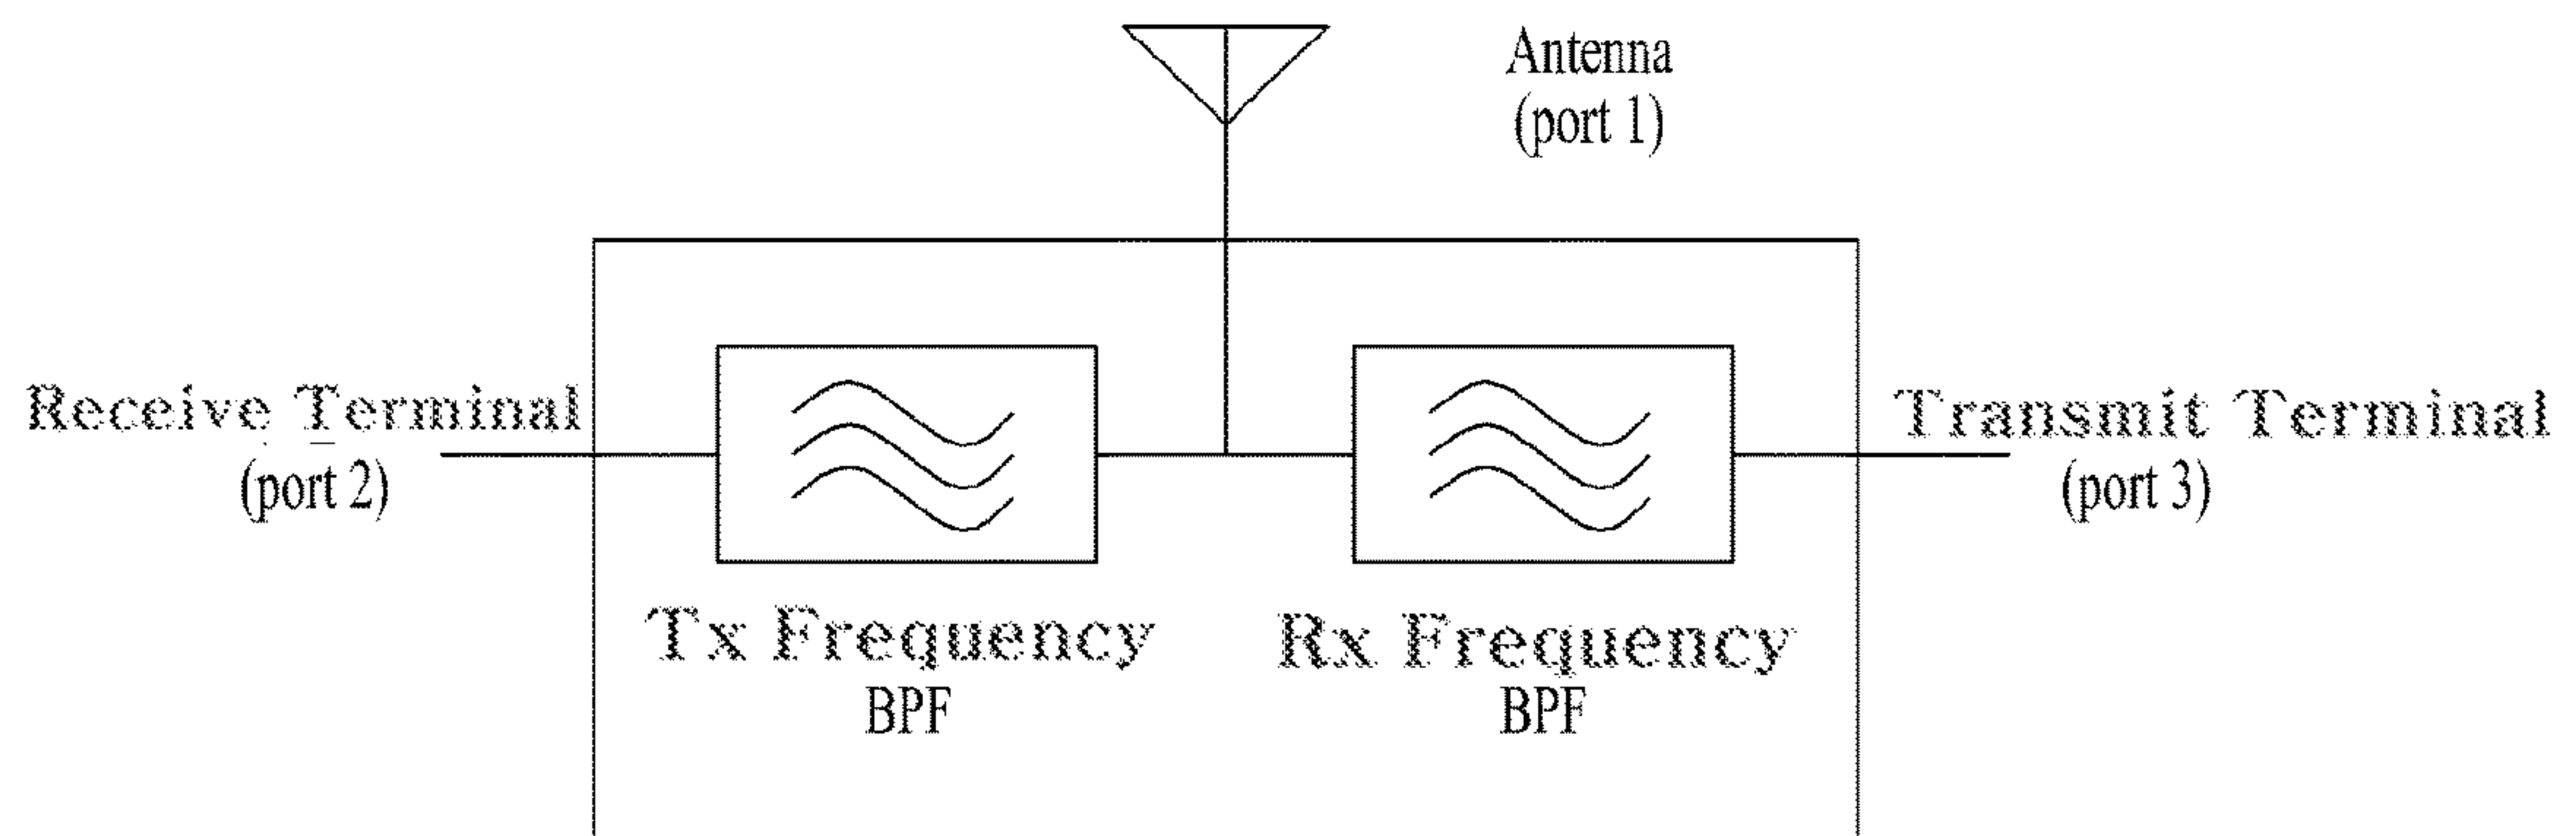 Antenna
(port 1)
Receive Terminal
(port 2)
Transmit Terminal
(port 3)
Tx Frequency
BPF
Rx Frequency
BPF